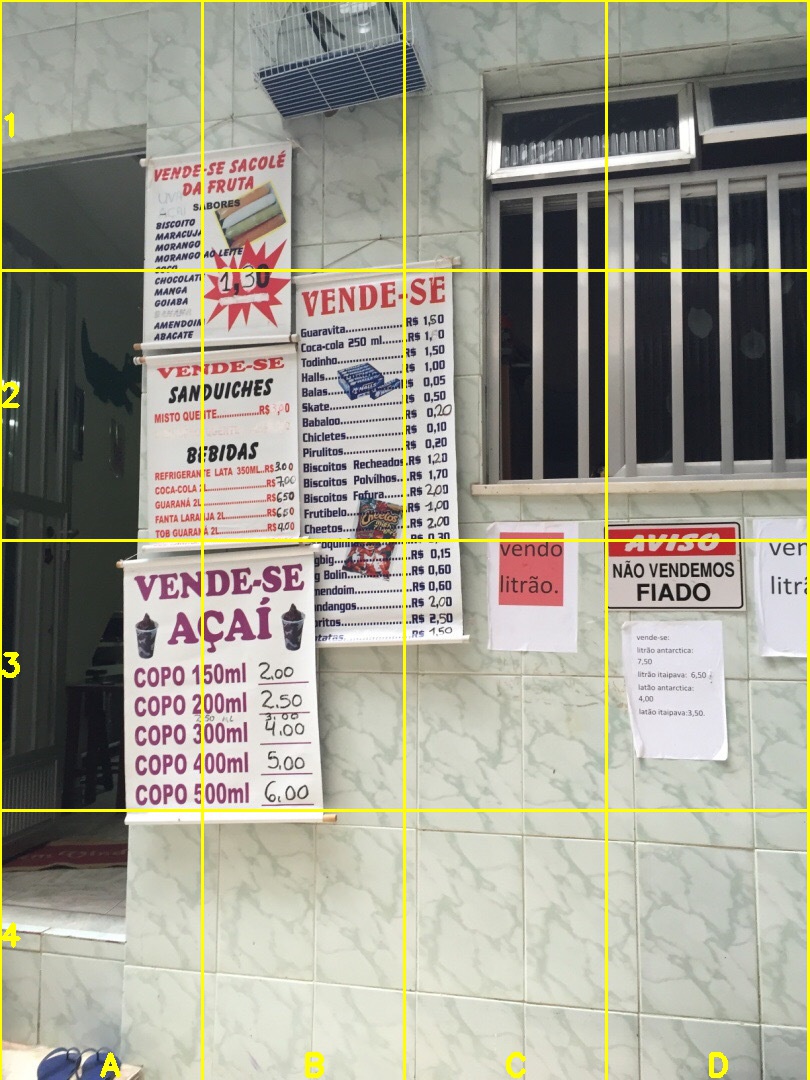 VENDE-SE SACOLÉ
DA FRUTA
SABORES
BISCOITO
MARACUJA
MORANGO
MORANGO AO LEITE
COCO
CHOCOLATE
MANGA
GOIABA
AMENDOIM
ABACATE
1,30
VENDE-SE
SANDUICHES
MISTO QUENTE..............R$
BEBIDAS
REFRIGERANTE LATA 350ML..R$3.00
COCA-COLA 2L....................R$7,00
GUARANÁ 2L.....................R$6,50
FANTA LARANJA 2L............R$6,50
TOB GUARANÁ 2L.............R$4,00
VENDE-SE
Guaravita...................R$ 1,50
Coca-cola 250 ml.....R$
Todinho.....................R$ 1,50
Halls...........................R$ 1,00
Balas..........................R$ 0,05
Skate..........................R$ 0,50
Babaloo.....................R$ 0,20
Chicletes...................R$ 0,10
Pirulitos.....................R$ 0,20
Biscoitos Recheados.R$ 1,20
Biscoitos Polvilhos...R$ 1,70
Biscoitos Fofura.......R$ 2,00
Frutibelo...................R$ 1,00
Cheetos.....................R$ 2,00
R$ 0,30
R$ 0,15
Bolin.................R$ 0,60
R$ 0,60
R$ 2,00
R$ 2,50
R$ 1,50
Cheetos
VENDE-SE
AÇAÍ
COPO 150ml 2,00
COPO 200ml 2.50
250 ml 3,00
COPO 300ml 4,00
COPO 400ml 5,00
COPO 500ml 6,00
vendo
litrão.
AVISO
NÃO VENDEMOS
FIADO
vende-se:
litrão antarctica:
7,50
litrão itaipava: 6,50
latão antarctica:
4,00
latão itaipava:3,50.